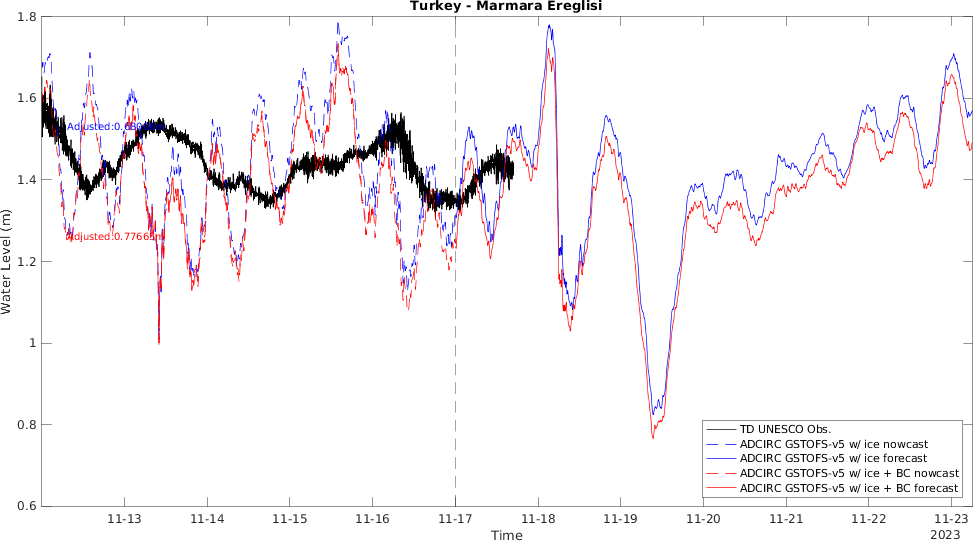 Turkey - Marmara Ereglisi
1.8
1.6
1.4
1.2
1
0.8
0.6
Water Level (m)
Adjusted:0.77665m
TD UNESCO Obs.
ADCIRC GSTOFS-v5 w/ ice nowcast
ADCIRC GSTOFS-v5 w/ ice forecast
ADCIRC GSTOFS-v5 w/ ice + BC nowcast
ADCIRC GSTOFS-v5 w/ ice + BC forecast
11-13 11-14 11-15 11-16 11-17 11-18 11-19 11-20 11-21 11-22 11-23
Time
2023